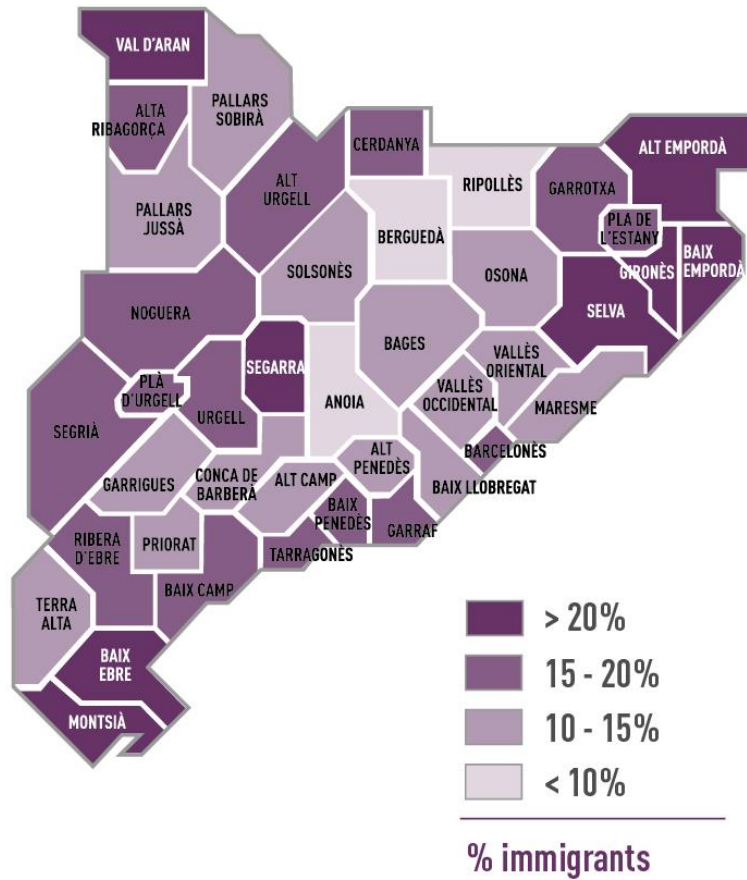 VAL D'ARAN
PALLARS
SOBIRÀ
ALTA
RIBAGORÇA
CERDANYA
ALT EMPORDÀ
RIPOLLÈS
GARROTXA
ALT
URGELL
PALLARS
JUSSÀ
PLA DE
L'ESTANY
BERGUEDÀ
BAIX
EMPORDÀ
GIRONÈS
SOLSONÈS
OSONA
NOGUERA
SELVA
BAGES
SEGARRA
VALLÈS
ORIENTAL
PLÀ
D'URGELL
VALLÈS
OCCIDENTAL
ANOIA
MARESME
URGELL
SEGRIÀ
BARCELONÈS
ALT
PENEDÈS
GARRIGUES
CONCA DE
BARBERÀ
ALT CAMP
BAIX LLOBREGAT
BAIX
PENEDÈS
GARRAF
RIBERA
D'EBRE
PRIORAT
TARRAGONÈS
BAIX CAMP
TERRA
ALTA
BAIX
EBRE
MONTSIÀ
> 20%
15 - 20%
10 - 15%
< 10%
% immigrants